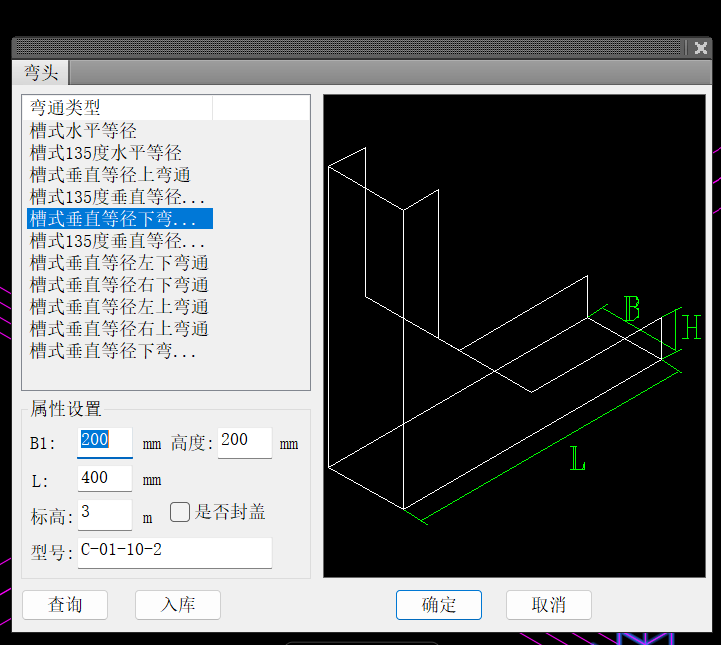 弯头
弯通类型
槽式水平等径
槽式135度水平等径
槽式垂直等径上弯通
槽式135度垂直等径...
槽式垂直等径下弯...
槽式135度垂直等径...
槽式垂直等径左下弯通
槽式垂直等径右下弯通
槽式垂直等径左上弯通
槽式垂直等径右上弯通
槽式垂直等径下弯...
B
H
L
属性设置
B1: 200 mm 高度: 200 mm
L: 400 mm
标高: 3 m 是否封盖
型号: C-01-10-2
查询 入库 确定 取消